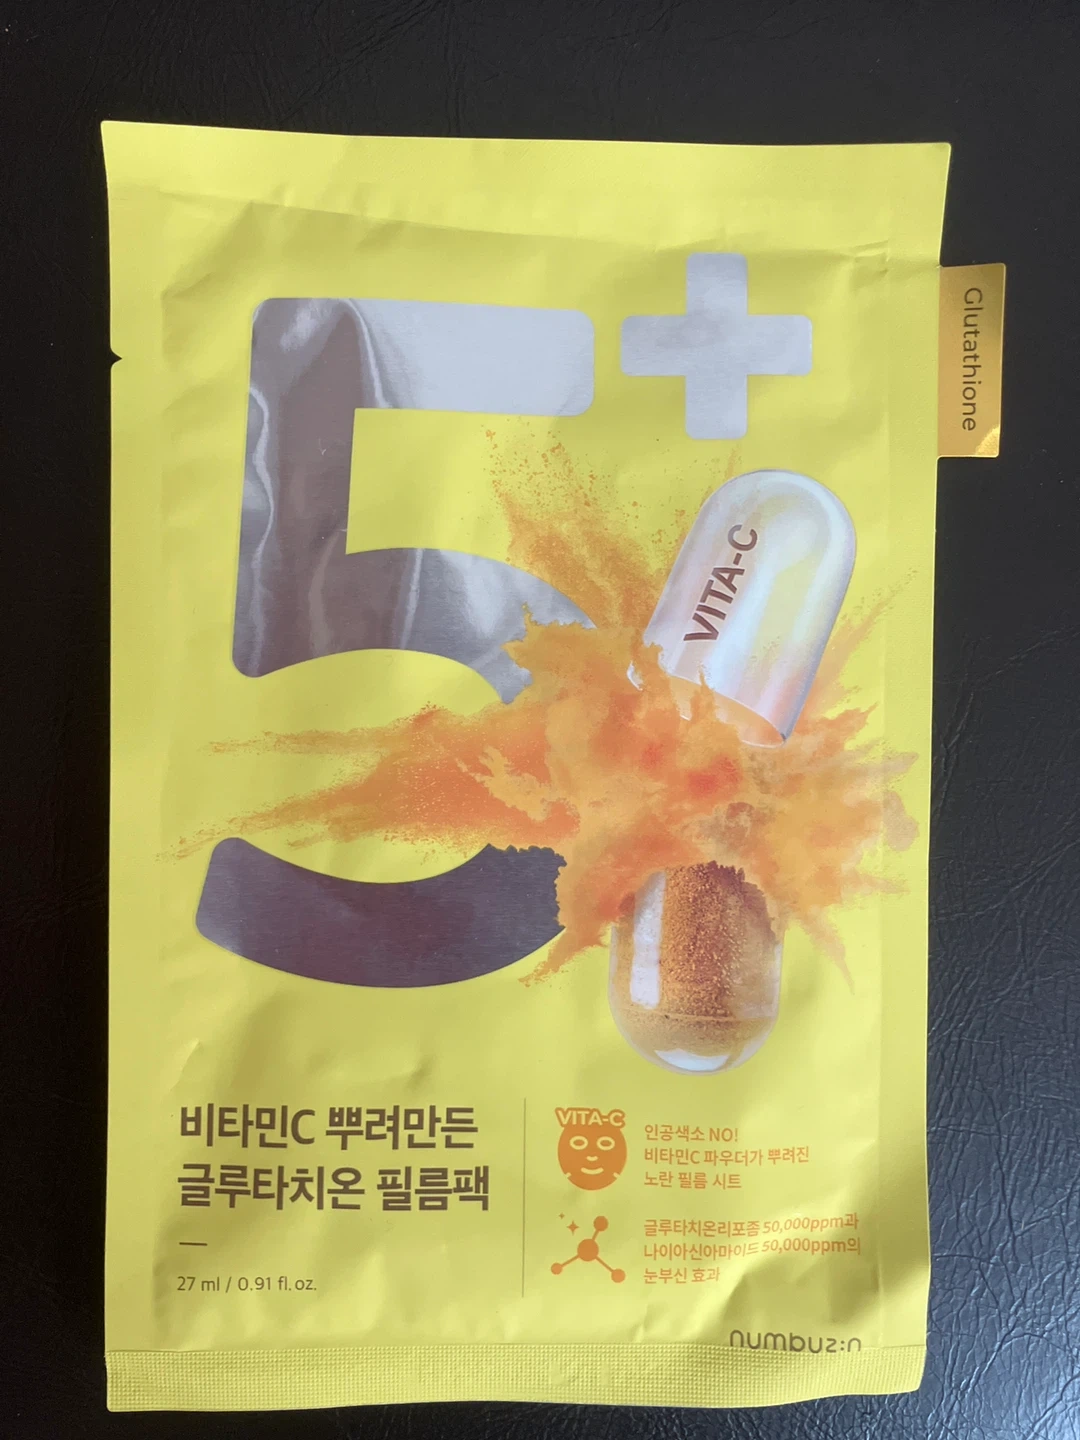 5+
Glutathione
VITA-C
비타민C 뿌려만든
글루타치온 필름팩
27 ml / 0.91 fl. oz.
VITA-C
인공색소 NO!
비타민C 파우더가 뿌려진
노란 필름 시트
글루타치온리포좀 50,000ppm과
나이아신아마이드 50,000ppm의
눈부신 효과
numbuz:n